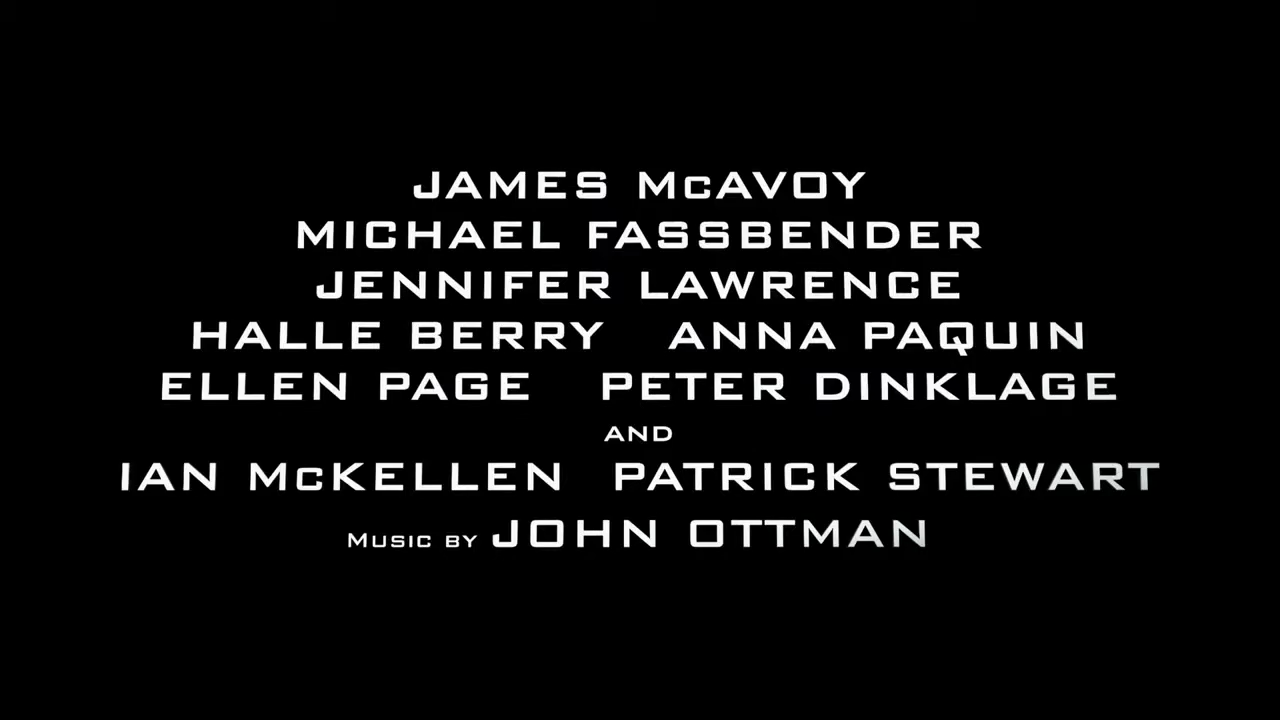 JAMES McAVOY
MICHAEL FASSBENDER
JENNIFER LAWRENCE
HALLE BERRY ANNA PAQUIN
ELLEN PAGE PETER DINKLAGE
AND
IAN McKELLEN PATRICK STEWART
MUSIC BY JOHN OTTMAN